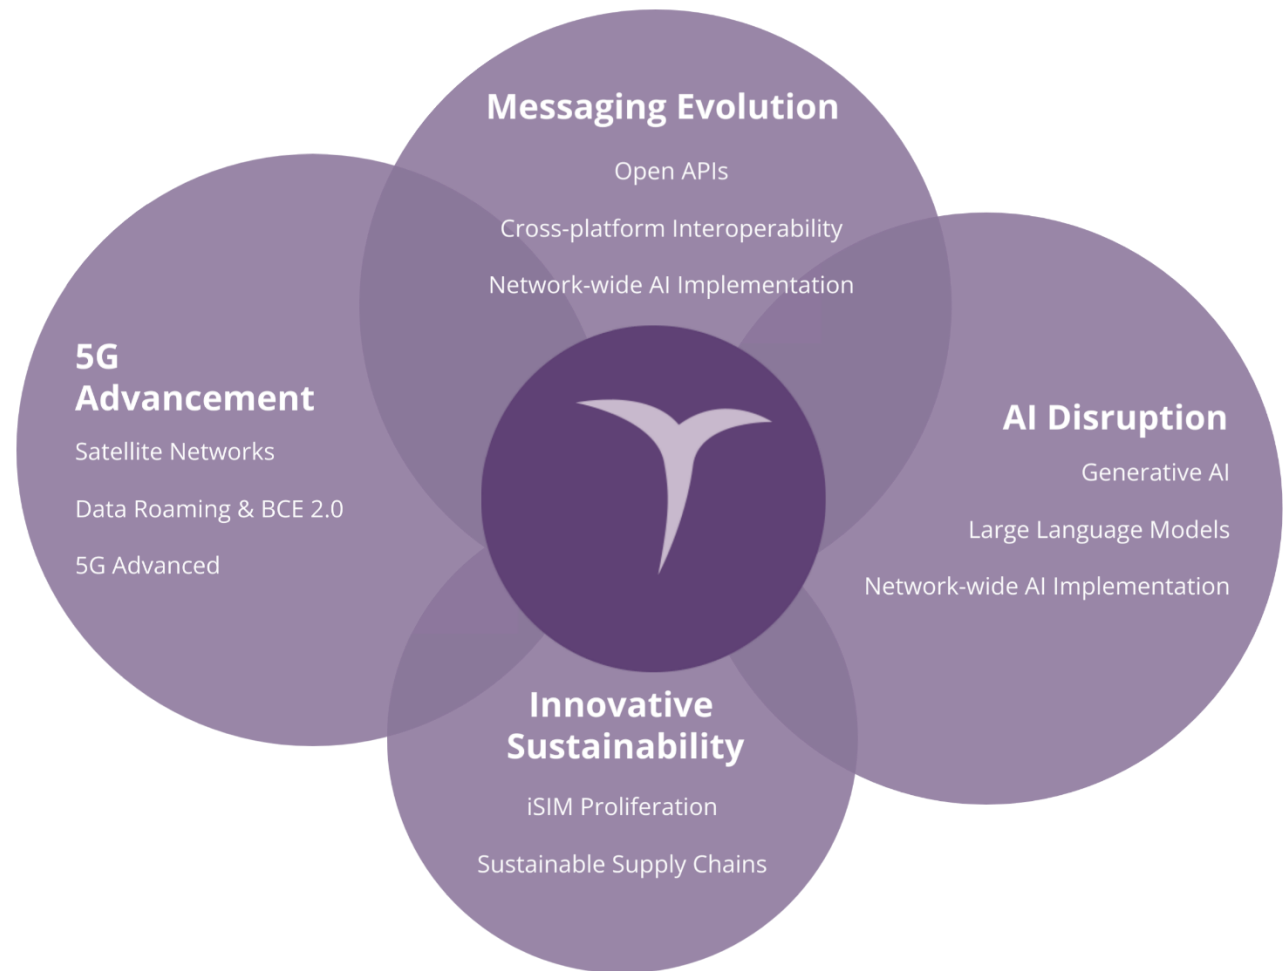 Messaging Evolution
Open APIs
Cross-platform Interoperability
Network-wide AI Implementation
5G
Advancement
Satellite Networks
Data Roaming & BCE 2.0
5G Advanced
AI Disruption
Generative AI
Large Language Models
Network-wide AI Implementation
Innovative
Sustainability
iSIM Proliferation
Sustainable Supply Chains